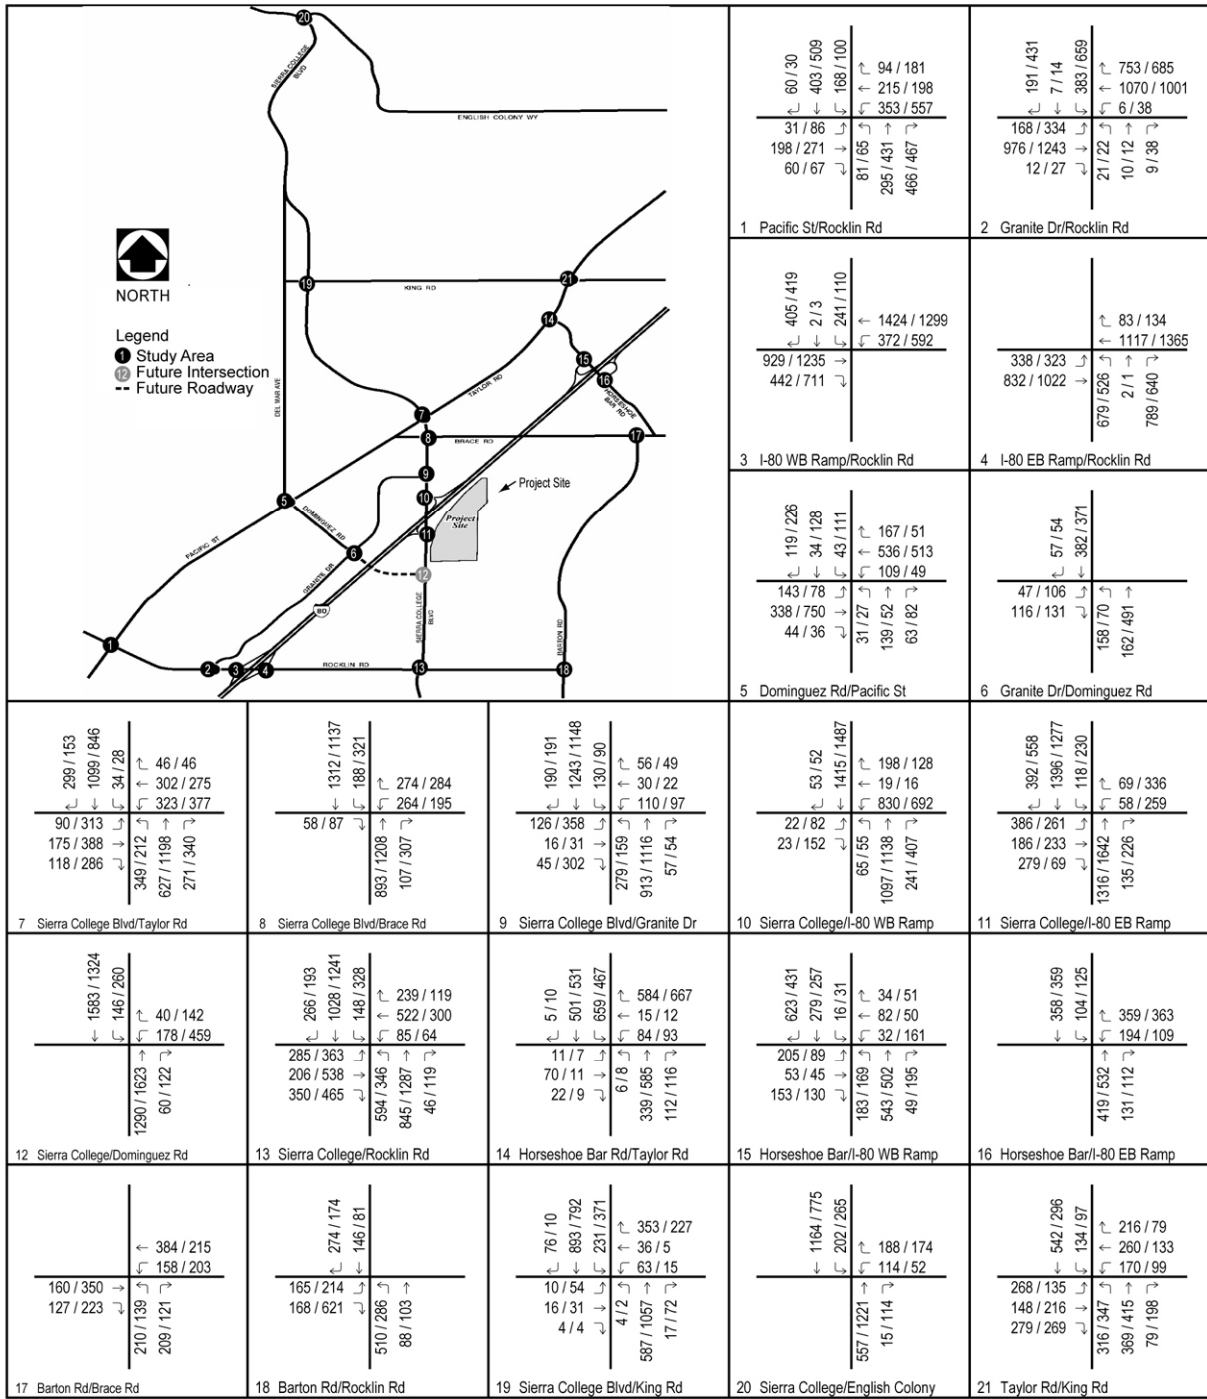 20
SIERRA COLLEGE
BLVD
ENGLISH COLONY WY
NORTH
Legend
1 Study Area
12 Future Intersection
Future Roadway
19
KING RD
21
14
15
16
HORSESHOE
BAR RD
DEL MAR AVE
TAYLOR RD
7
8
BRACE RD
17
9
10
Project Site
Project
Site
5
DOMINGUEZ RD
11
PACIFIC ST
6
GRANITE DR
12
80
SIERRA COLLEGE
BLVD
BARTON RD
1
2
3
4
ROCKLIN RD
13
18
60 / 30
403 / 509
168 / 100
94 / 181
215 / 198
353 / 557
31 / 86
198 / 271
60 / 67
81 / 65
295 / 431
466 / 467
1 Pacific St/Rocklin Rd
191 / 431
7 / 14
383 / 659
753 / 685
1070 / 1001
6 / 38
168 / 334
976 / 1243
12 / 27
21 / 22
10 / 12
9 / 38
2 Granite Dr/Rocklin Rd
405 / 419
2 / 3
241 / 110
1424 / 1299
372 / 592
929 / 1235
442 / 711
3 I-80 WB Ramp/Rocklin Rd
83 / 134
1117 / 1365
338 / 323
832 / 1022
679 / 526
2 / 1
789 / 640
4 I-80 EB Ramp/Rocklin Rd
119 / 226
34 / 128
43 / 111
167 / 51
536 / 513
109 / 49
143 / 78
338 / 750
44 / 36
31 / 27
139 / 52
63 / 82
5 Dominguez Rd/Pacific St
57 / 54
382 / 371
47 / 106
116 / 131
158 / 70
162 / 491
6 Granite Dr/Dominguez Rd
299 / 153
1099 / 846
34 / 28
46 / 46
302 / 275
323 / 377
90 / 313
175 / 388
118 / 286
349 / 212
627 / 1198
271 / 340
7 Sierra College Blvd/Taylor Rd
1312 / 1137
188 / 321
274 / 284
264 / 195
58 / 87
893 / 1208
107 / 307
8 Sierra College Blvd/Brace Rd
190 / 191
1243 / 1148
130 / 90
56 / 49
30 / 22
110 / 97
126 / 358
16 / 31
45 / 302
279 / 159
913 / 1116
57 / 54
9 Sierra College Blvd/Granite Dr
53 / 52
1415 / 1487
198 / 128
19 / 16
830 / 692
22 / 82
23 / 152
65 / 55
1097 / 1138
241 / 407
10 Sierra College/I-80 WB Ramp
392 / 558
1396 / 1277
118 / 230
69 / 336
58 / 259
386 / 261
186 / 233
279 / 69
1316 / 1642
135 / 226
11 Sierra College/I-80 EB Ramp
1583 / 1324
146 / 260
40 / 142
178 / 459
1290 / 1623
60 / 122
12 Sierra College/Dominguez Rd
266 / 193
1028 / 1241
148 / 328
239 / 119
522 / 300
85 / 64
285 / 363
206 / 538
350 / 465
594 / 346
845 / 1287
46 / 119
13 Sierra College/Rocklin Rd
5 / 10
501 / 531
659 / 467
584 / 667
15 / 12
84 / 93
11 / 7
70 / 11
22 / 9
6 / 8
339 / 585
112 / 116
14 Horseshoe Bar Rd/Taylor Rd
623 / 431
279 / 257
16 / 31
34 / 51
82 / 50
32 / 161
205 / 89
53 / 45
153 / 130
183 / 169
543 / 502
49 / 195
15 Horseshoe Bar/I-80 WB Ramp
358 / 359
104 / 125
359 / 363
194 / 109
419 / 532
131 / 112
16 Horseshoe Bar/I-80 EB Ramp
384 / 215
158 / 203
160 / 350
127 / 223
210 / 139
209 / 121
17 Barton Rd/Brace Rd
274 / 174
146 / 81
165 / 214
168 / 621
510 / 286
88 / 103
18 Barton Rd/Rocklin Rd
76 / 10
893 / 792
231 / 371
353 / 227
36 / 5
63 / 15
10 / 54
16 / 31
4 / 4
4 / 2
587 / 1057
17 / 72
19 Sierra College Blvd/King Rd
1164 / 775
202 / 265
188 / 174
114 / 52
557 / 1221
15 / 114
20 Sierra College/English Colony
542 / 296
134 / 97
216 / 79
260 / 133
170 / 99
268 / 135
148 / 216
279 / 269
316 / 347
369 / 415
79 / 198
21 Taylor Rd/King Rd